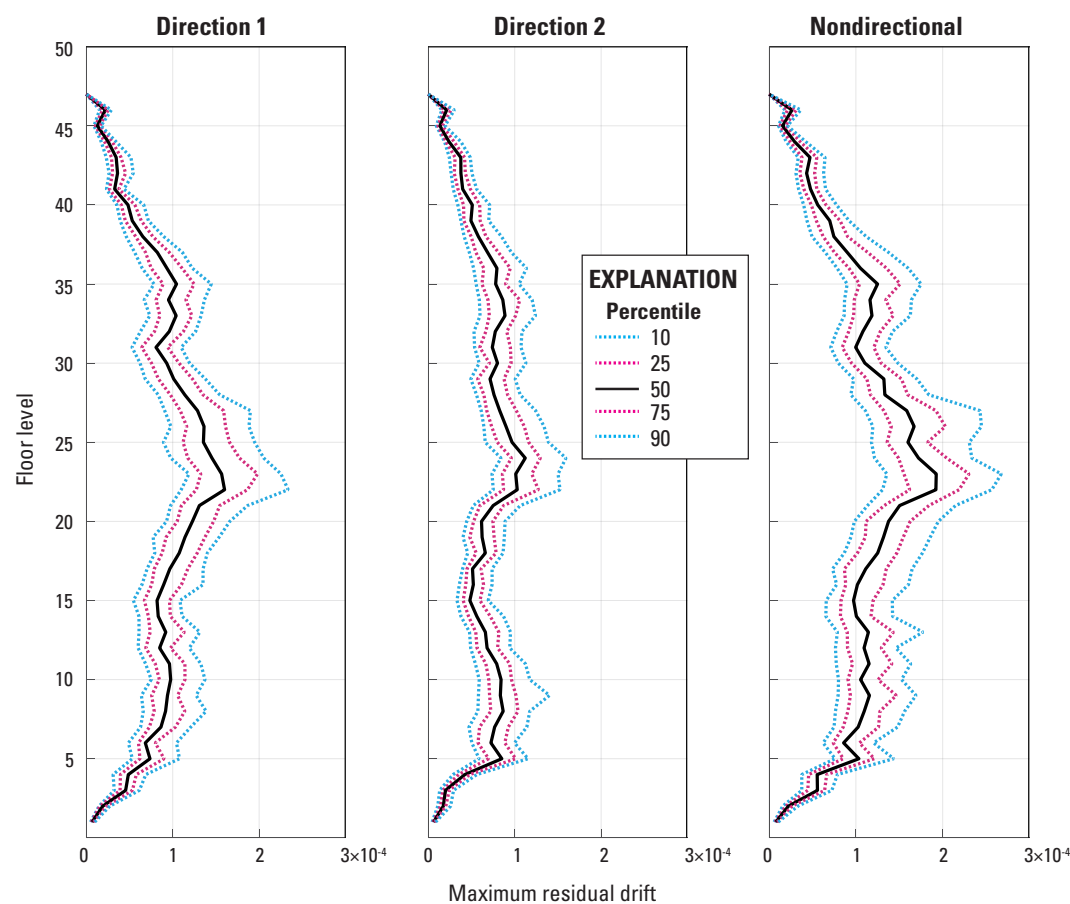 Direction 1
Direction 2
Nondirectional
50
45
40
35
30
25
20
15
10
5
Floor level
EXPLANATION
Percentile
10
25
50
75
90
0 1 2 3×10⁻⁴
0 1 2 3×10⁻⁴
0 1 2 3×10⁻⁴
Maximum residual drift